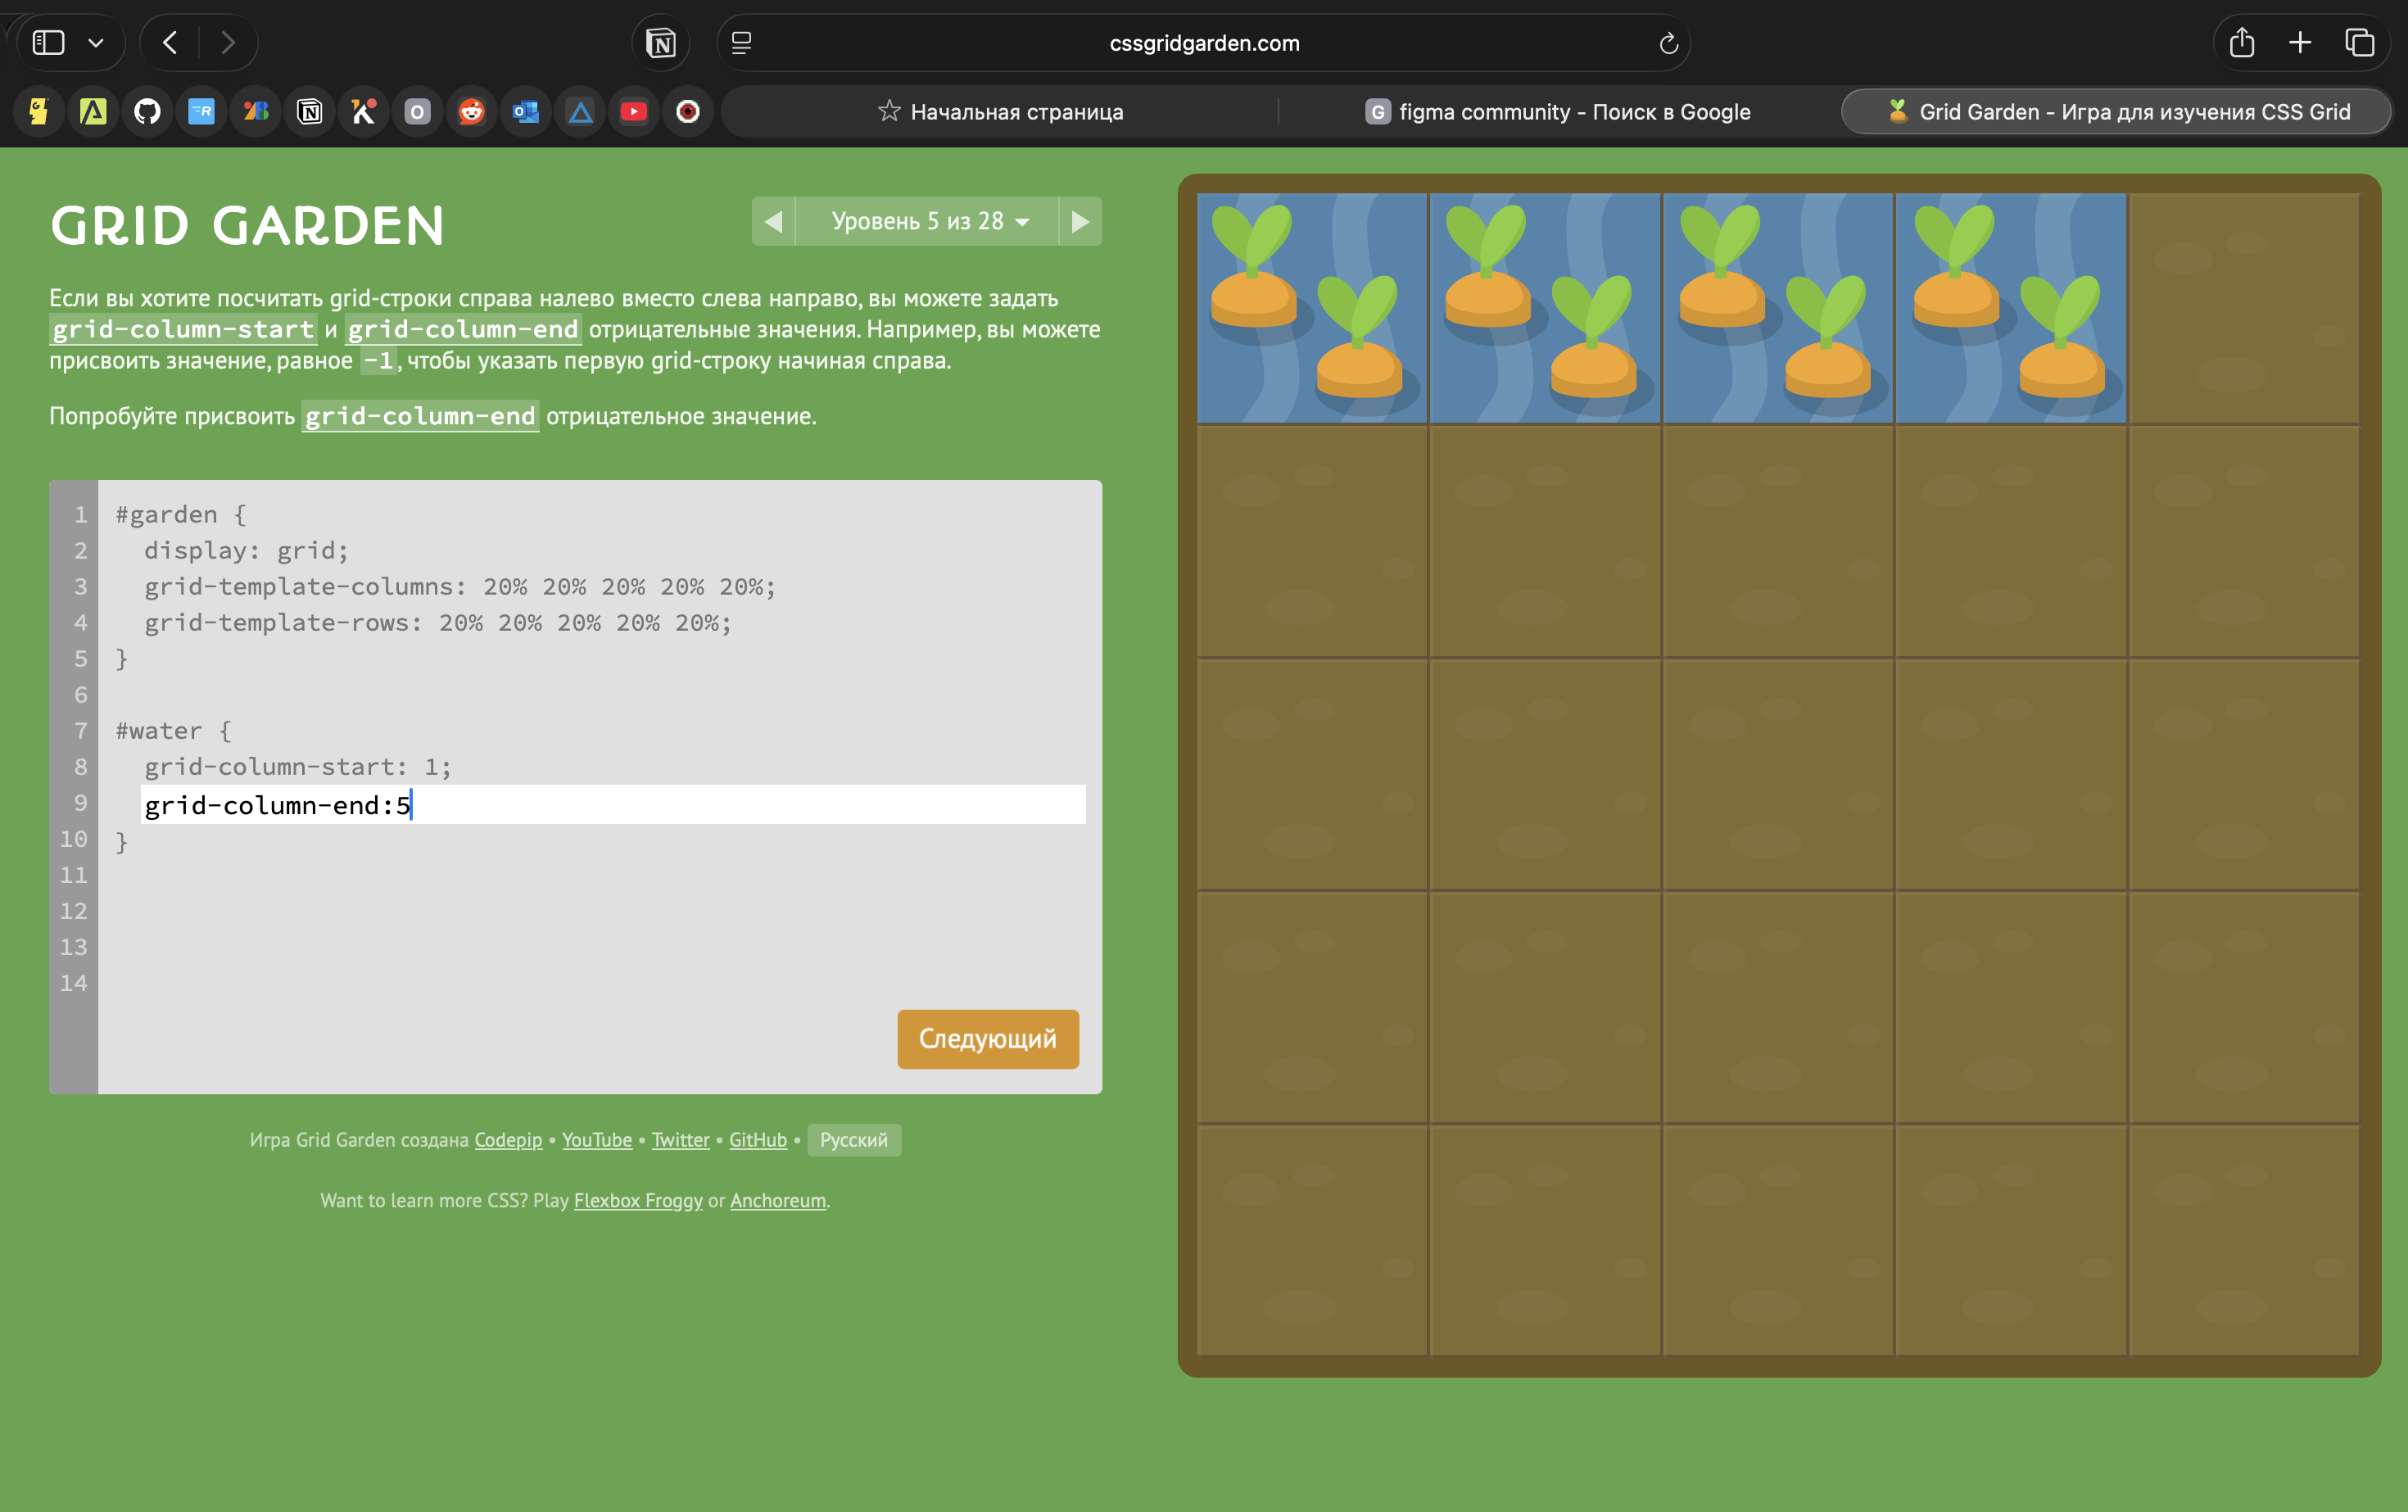 cssgridgarden.com
Начальная страница
G figma community - Поиск в Google
Grid Garden - Игра для изучения CSS Grid
GRID GARDEN
Уровень 5 из 28
Если вы хотите посчитать grid-строки справа налево вместо слева направо, вы можете задать
grid-column-start и grid-column-end отрицательные значения. Например, вы можете
присвоить значение, равное -1, чтобы указать первую grid-строку начиная справа.
Попробуйте присвоить grid-column-end отрицательное значение.
1 #garden {
2 display: grid;
3 grid-template-columns: 20% 20% 20% 20% 20%;
4 grid-template-rows: 20% 20% 20% 20% 20%;
5 }
6
7 #water {
8 grid-column-start: 1;
9 grid-column-end:5
10 }
11
12
13
14
Следующий
Игра Grid Garden создана Codepip • YouTube • Twitter • GitHub • Русский
Want to learn more CSS? Play Flexbox Froggy or Anchoreum.